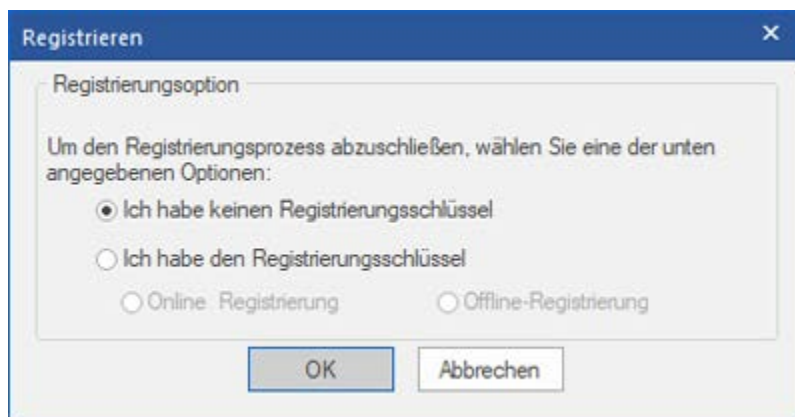 Registrieren
Registrierungsoption
Um den Registrierungsprozess abzuschließen, wählen Sie eine der unten
angegebenen Optionen:
Ich habe keinen Registrierungsschlüssel
Ich habe den Registrierungsschlüssel
Online Registrierung Offline-Registrierung
OK Abbrechen